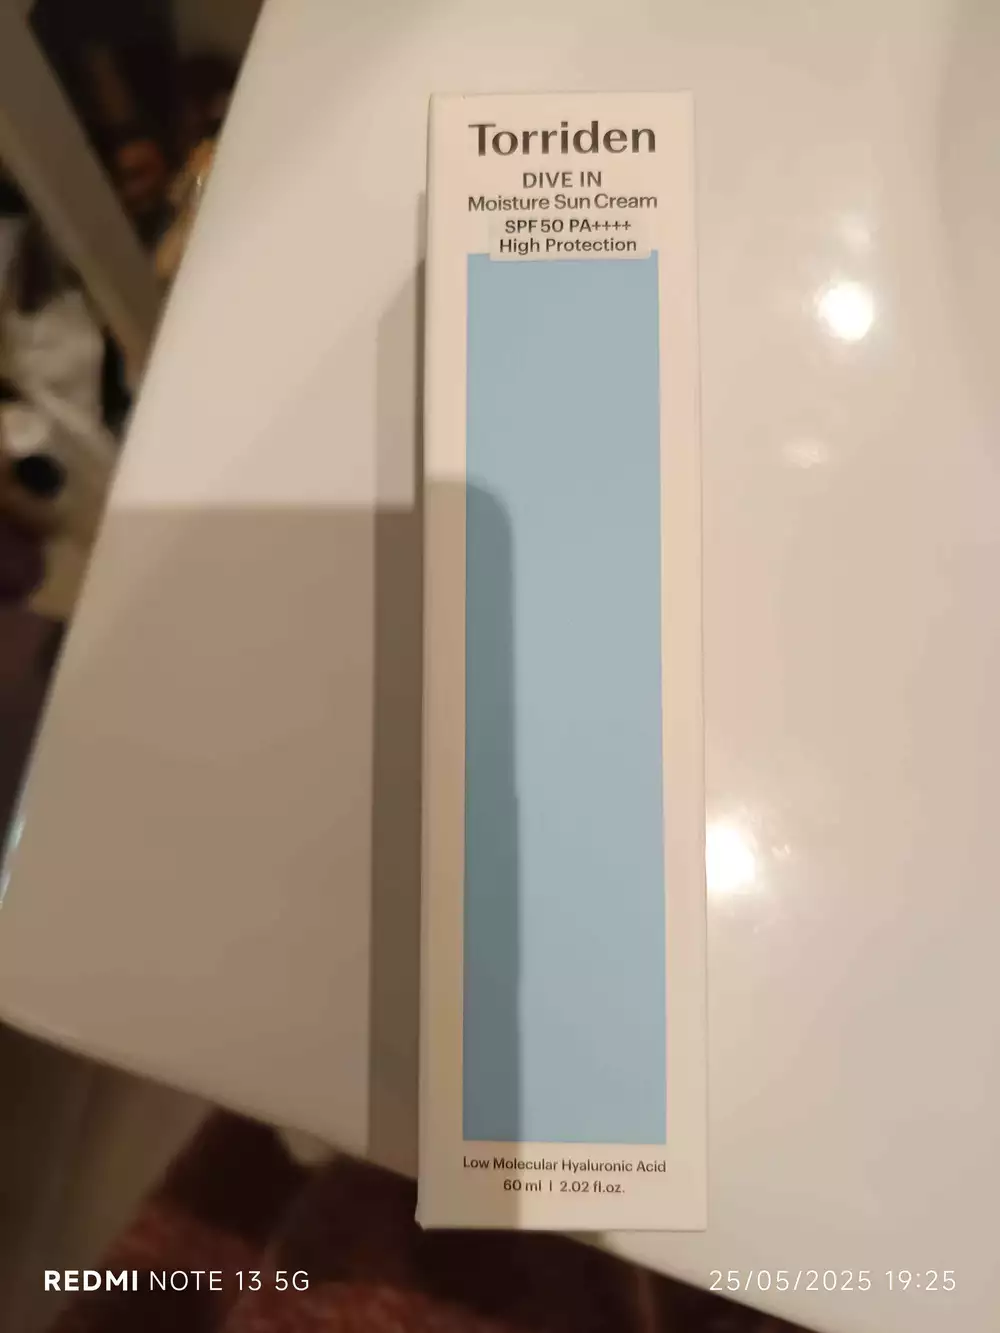 Torriden
DIVE IN
Moisture Sun Cream
SPF50 PA++++
High Protection
Low Molecular Hyaluronic Acid
60 ml | 2.02 fl.oz.
REDMI NOTE 13 5G
25/05/2025 19:25